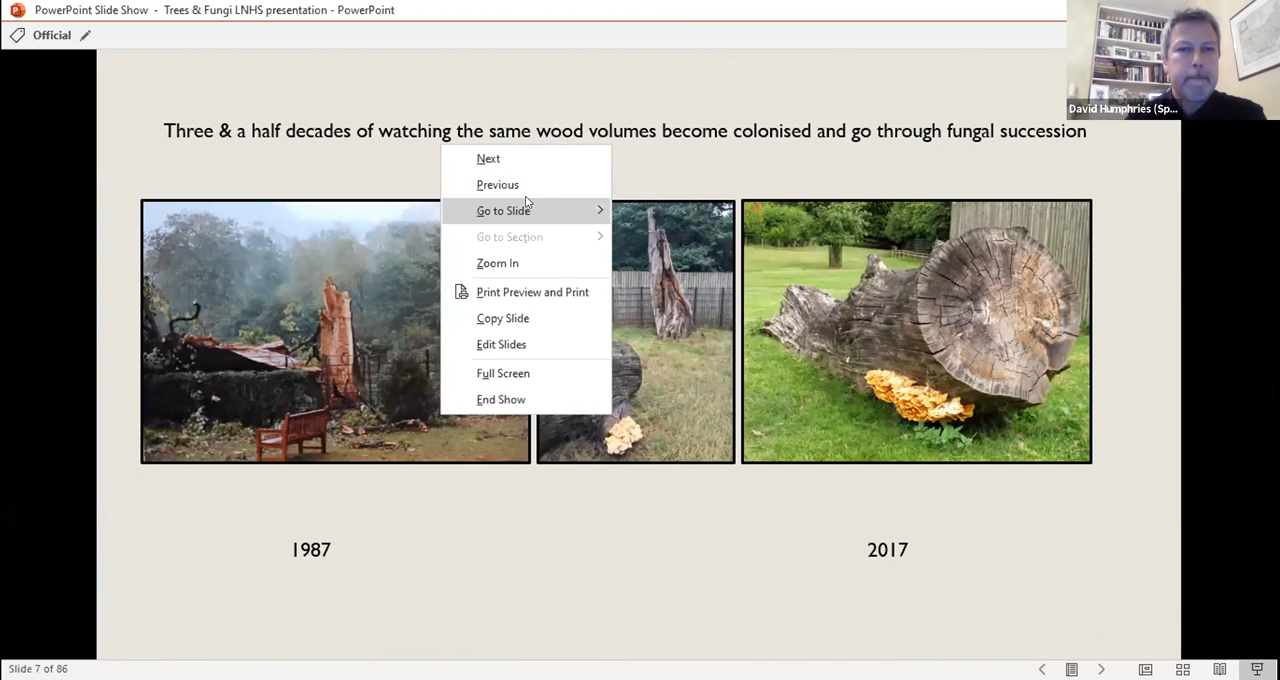 PowerPoint Slide Show - Trees & Fungi LNHS presentation - PowerPoint
Official
David Humphries (Sp...
Three & a half decades of watching the same wood volumes become colonised and go through fungal succession
Next
Previous
Go to Slide
Go to Section
Zoom In
Print Preview and Print
Copy Slide
Edit Slides
Full Screen
End Show
1987
2017
Slide 7 of 86